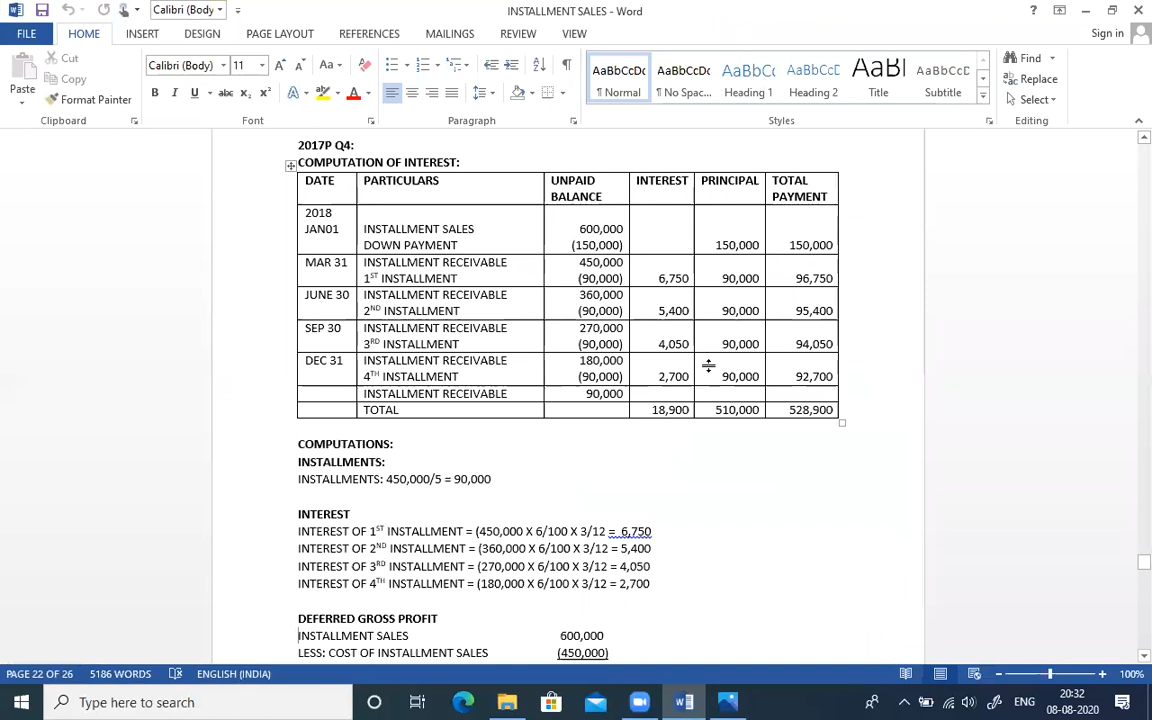 Calibri (Body
INSTALLMENT SALES - Word
?
FILE HOME INSERT DESIGN PAGE LAYOUT REFERENCES MAILINGS REVIEW VIEW Sign in
Paste
Cut
Copy
Format Painter
Clipboard
Calibri (Body) 11
Font
Paragraph
AaBbCcDc AaBbCcDc AaBbCc AaBbCcC AaBl AaBbCcD
¶ Normal ¶ No Spac... Heading 1 Heading 2 Title Subtitle
Styles
Find
Replace
Select
Editing
2017P Q4:
COMPUTATION OF INTEREST:
DATE PARTICULARS UNPAID BALANCE INTEREST PRINCIPAL TOTAL PAYMENT
2018
JAN01 INSTALLMENT SALES 600,000
DOWN PAYMENT (150,000) 150,000 150,000
MAR 31 INSTALLMENT RECEIVABLE 450,000
1ST INSTALLMENT (90,000) 6,750 90,000 96,750
JUNE 30 INSTALLMENT RECEIVABLE 360,000
2ND INSTALLMENT (90,000) 5,400 90,000 95,400
SEP 30 INSTALLMENT RECEIVABLE 270,000
3RD INSTALLMENT (90,000) 4,050 90,000 94,050
DEC 31 INSTALLMENT RECEIVABLE 180,000
4TH INSTALLMENT (90,000) 2,700 90,000 92,700
INSTALLMENT RECEIVABLE 90,000
TOTAL 18,900 510,000 528,900
COMPUTATIONS:
INSTALLMENTS:
INSTALLMENTS: 450,000/5 = 90,000
INTEREST
INTEREST OF 1ST INSTALLMENT = (450,000 X 6/100 X 3/12 = 6,750
INTEREST OF 2ND INSTALLMENT = (360,000 X 6/100 X 3/12 = 5,400
INTEREST OF 3RD INSTALLMENT = (270,000 X 6/100 X 3/12 = 4,050
INTEREST OF 4TH INSTALLMENT = (180,000 X 6/100 X 3/12 = 2,700
DEFERRED GROSS PROFIT
INSTALLMENT SALES 600,000
LESS: COST OF INSTALLMENT SALES (450,000)
PAGE 22 OF 26 5186 WORDS ENGLISH (INDIA) 100%
Type here to search ENG 20:32
08-08-2020